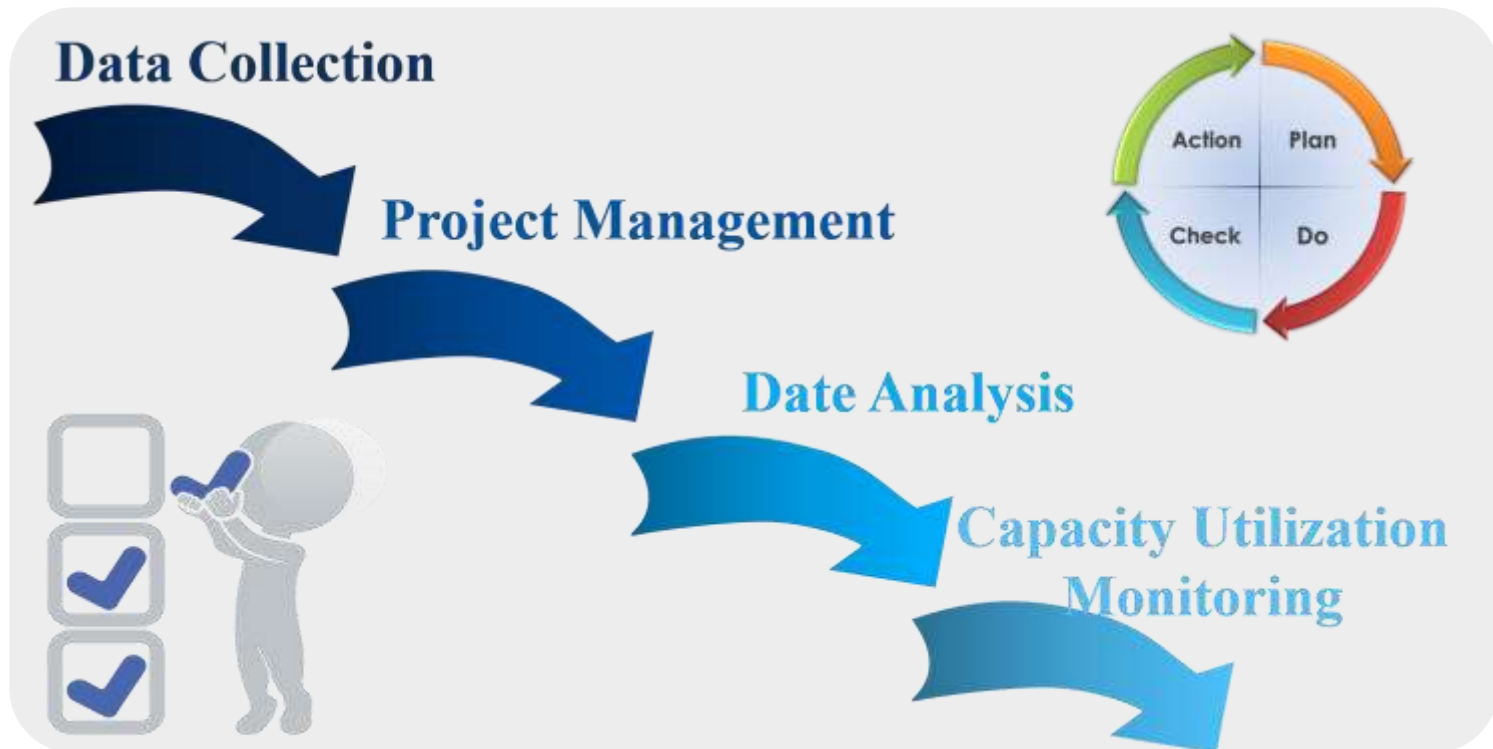 Data Collection
Project Management
Date Analysis
Capacity Utilization
Monitoring
Action
Plan
Check
Do